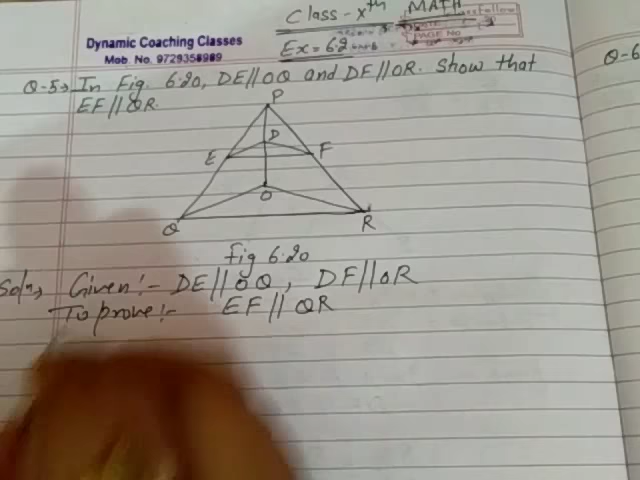 Class - Xth MATH
Dynamic Coaching Classes
Mob. No. 9729358989
Ex = 6.2
Q-5→ In Fig. 6.20, DE//OQ and DF//OR. Show that
EF//QR.
Q-6
P
D
E
F
O
Q
R
fig 6.20
Soln→ Given!- DE//OQ, DF//OR
To prove!- EF//QR